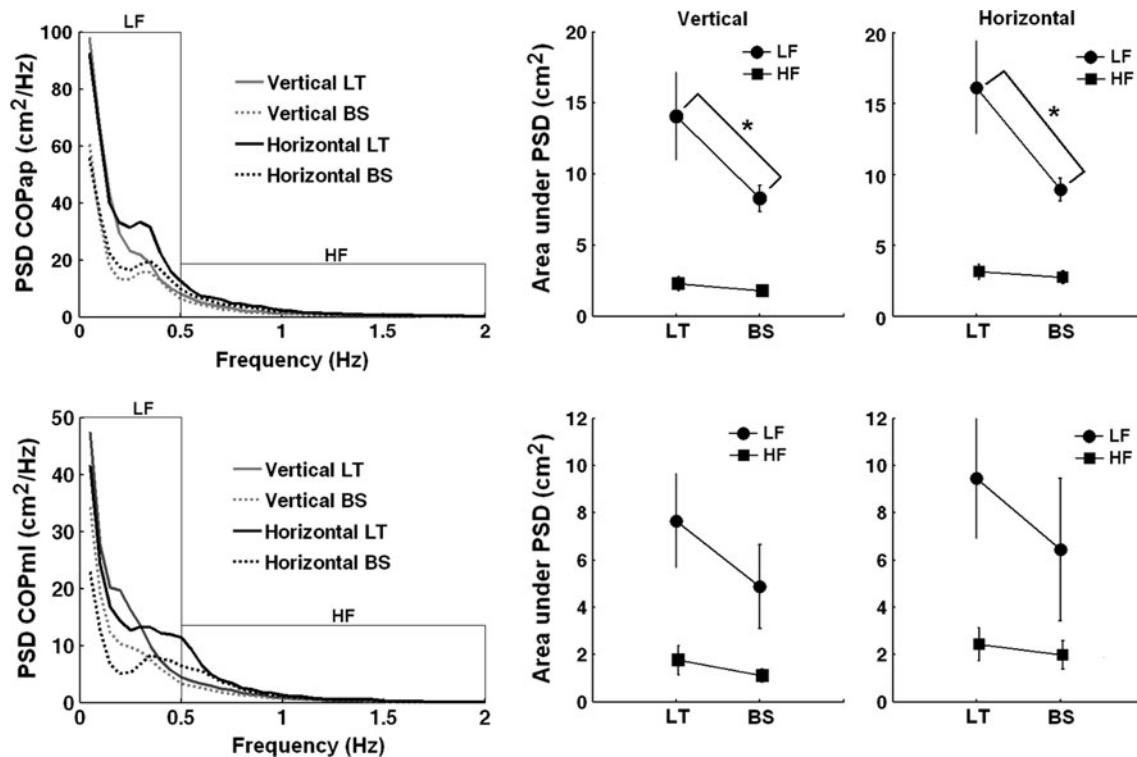 LF
HF
PSD COPap (cm²/Hz)
100
80
60
40
20
0
Vertical LT
Vertical BS
Horizontal LT
Horizontal BS
0 0.5 1 1.5 2
Frequency (Hz)
Vertical
Area under PSD (cm²)
20
15
10
5
0
LF
HF
*
LT BS
Horizontal
20
15
10
5
0
LF
HF
*
LT BS
LF
HF
PSD COPml (cm²/Hz)
50
40
30
20
10
0
Vertical LT
Vertical BS
Horizontal LT
Horizontal BS
0 0.5 1 1.5 2
Frequency (Hz)
Area under PSD (cm²)
12
10
8
6
4
2
0
LF
HF
LT BS
12
10
8
6
4
2
0
LF
HF
LT BS